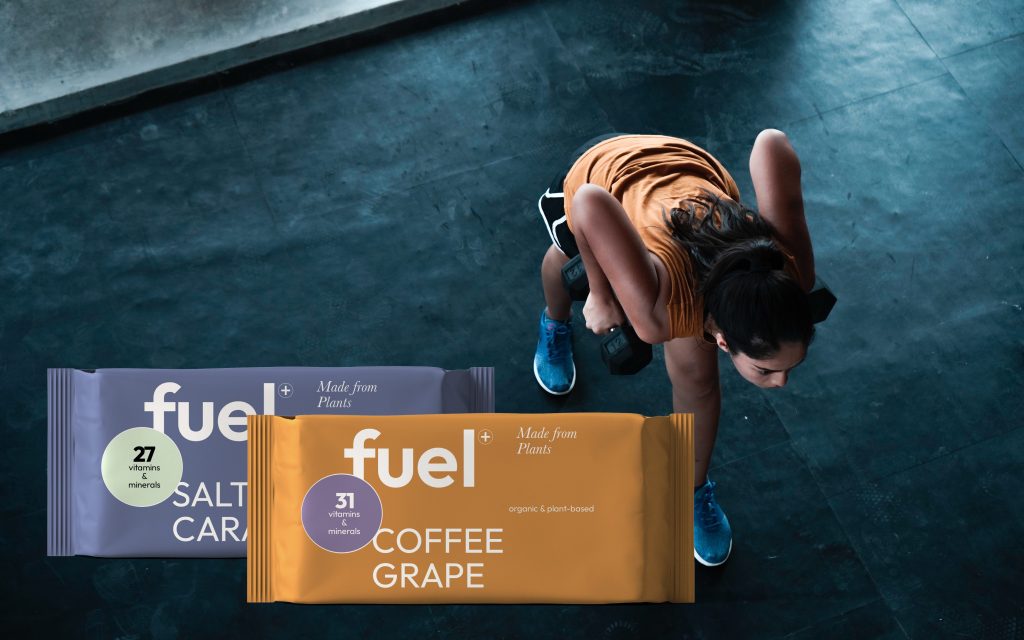 fuel+
Made from
Plants
27
vitamins
&
minerals
SALT
CARA
fuel+
Made from
Plants
31
vitamins
&
minerals
organic & plant-based
COFFEE
GRAPE
12